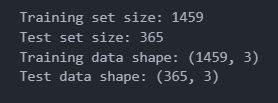 Training set size: 1459
Test set size: 365
Training data shape: (1459, 3)
Test data shape: (365, 3)